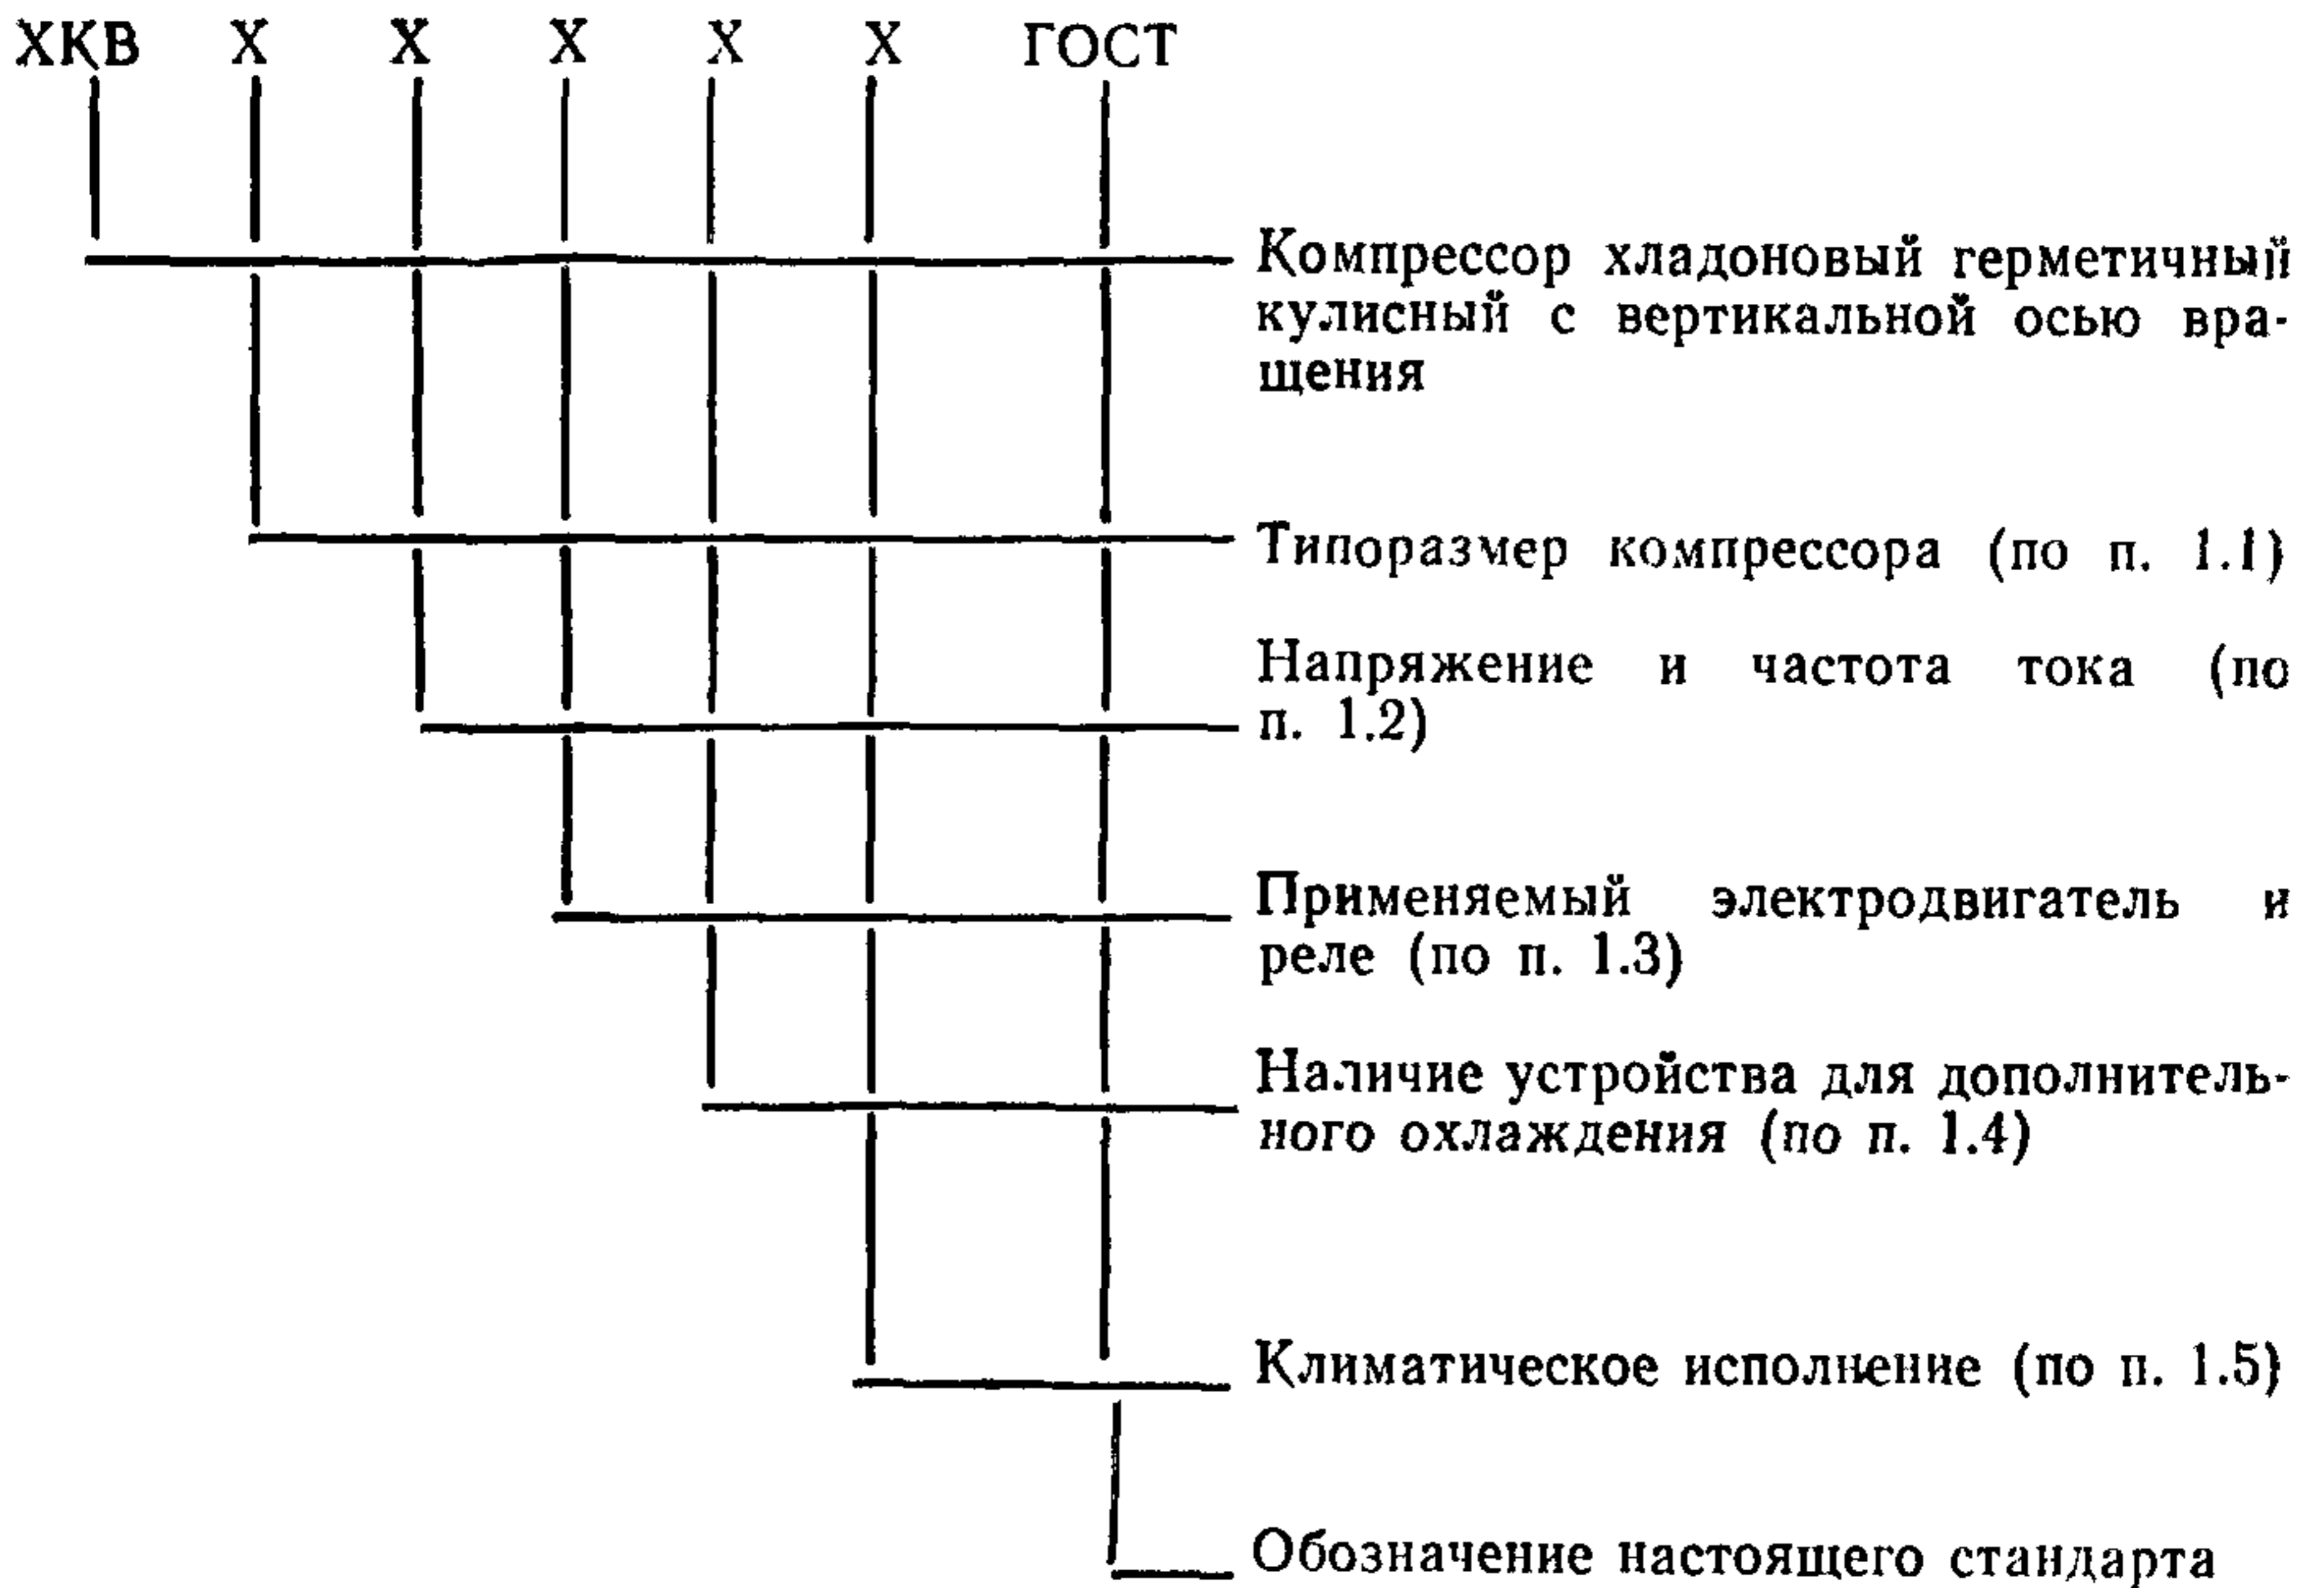 ХКВ Х Х Х Х Х ГОСТ
Компрессор хладоновый герметичный
кулисный с вертикальной осью вра-
щения
Типоразмер компрессора (по п. 1.1)
Напряжение и частота тока (по
п. 1.2)
Применяемый электродвигатель и
реле (по п. 1.3)
Наличие устройства для дополнитель-
ного охлаждения (по п. 1.4)
Климатическое исполнение (по п. 1.5)
Обозначение настоящего стандарта